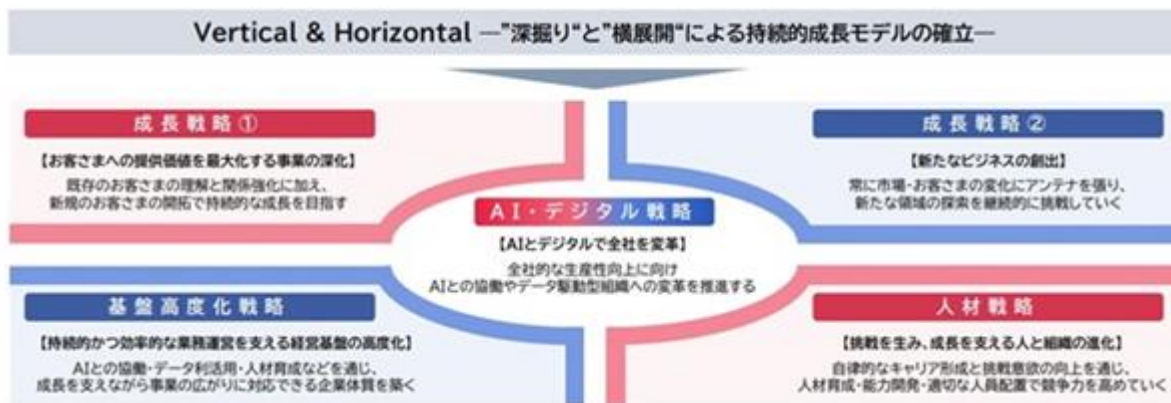 Vertical & Horizontal ―"深掘り"と"横展開"による持続的成長モデルの確立―
成長戦略①
【お客さまへの提供価値を最大化する事業の深化】
既存のお客さまの理解と関係強化に加え、
新規のお客さまの開拓で持続的な成長を目指す
成長戦略②
【新たなビジネスの創出】
常に市場・お客さまの変化にアンテナを張り、
新たな領域の探索を継続的に挑戦していく
AI・デジタル戦略
【AIとデジタルで全社を変革】
全社的な生産性向上に向け
AIとの協働やデータ駆動型組織への変革を推進する
基盤高度化戦略
【持続的かつ効率的な業務運営を支える経営基盤の高度化】
AIとの協働・データ利活用・人材育成などを通じ、
成長を支えながら事業の広がりに対応できる企業体質を築く
人材戦略
【挑戦を生み、成長を支える人と組織の進化】
自律的なキャリア形成と挑戦意欲の向上を通じ、
人材育成・能力開発・適切な人員配置で競争力を高めていく